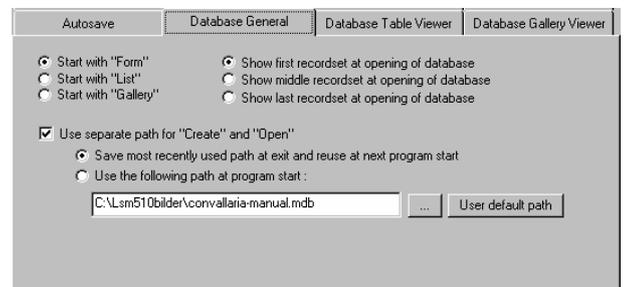 Autosave Database General Database Table Viewer Database Gallery Viewer
Start with "Form" Show first recordset at opening of database
Start with "List" Show middle recordset at opening of database
Start with "Gallery" Show last recordset at opening of database
Use separate path for "Create" and "Open"
Save most recently used path at exit and reuse at next program start
Use the following path at program start :
C:\Lsm510bilder\convallaria-manual.mdb ... User default path